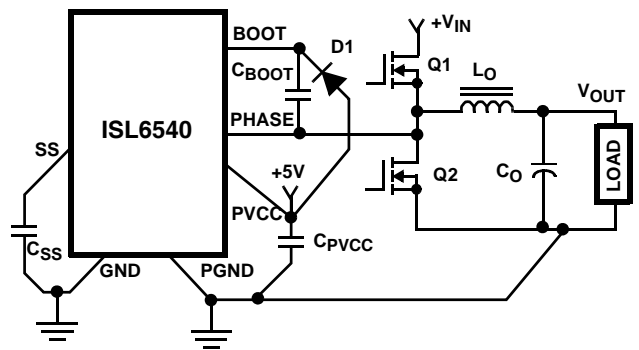 +VIN
BOOT
D1
CBOOT
Q1
LO
VOUT
ISL6540
PHASE
SS
+5V
Q2
CO
LOAD
PVCC
CSS
CPVCC
GND
PGND